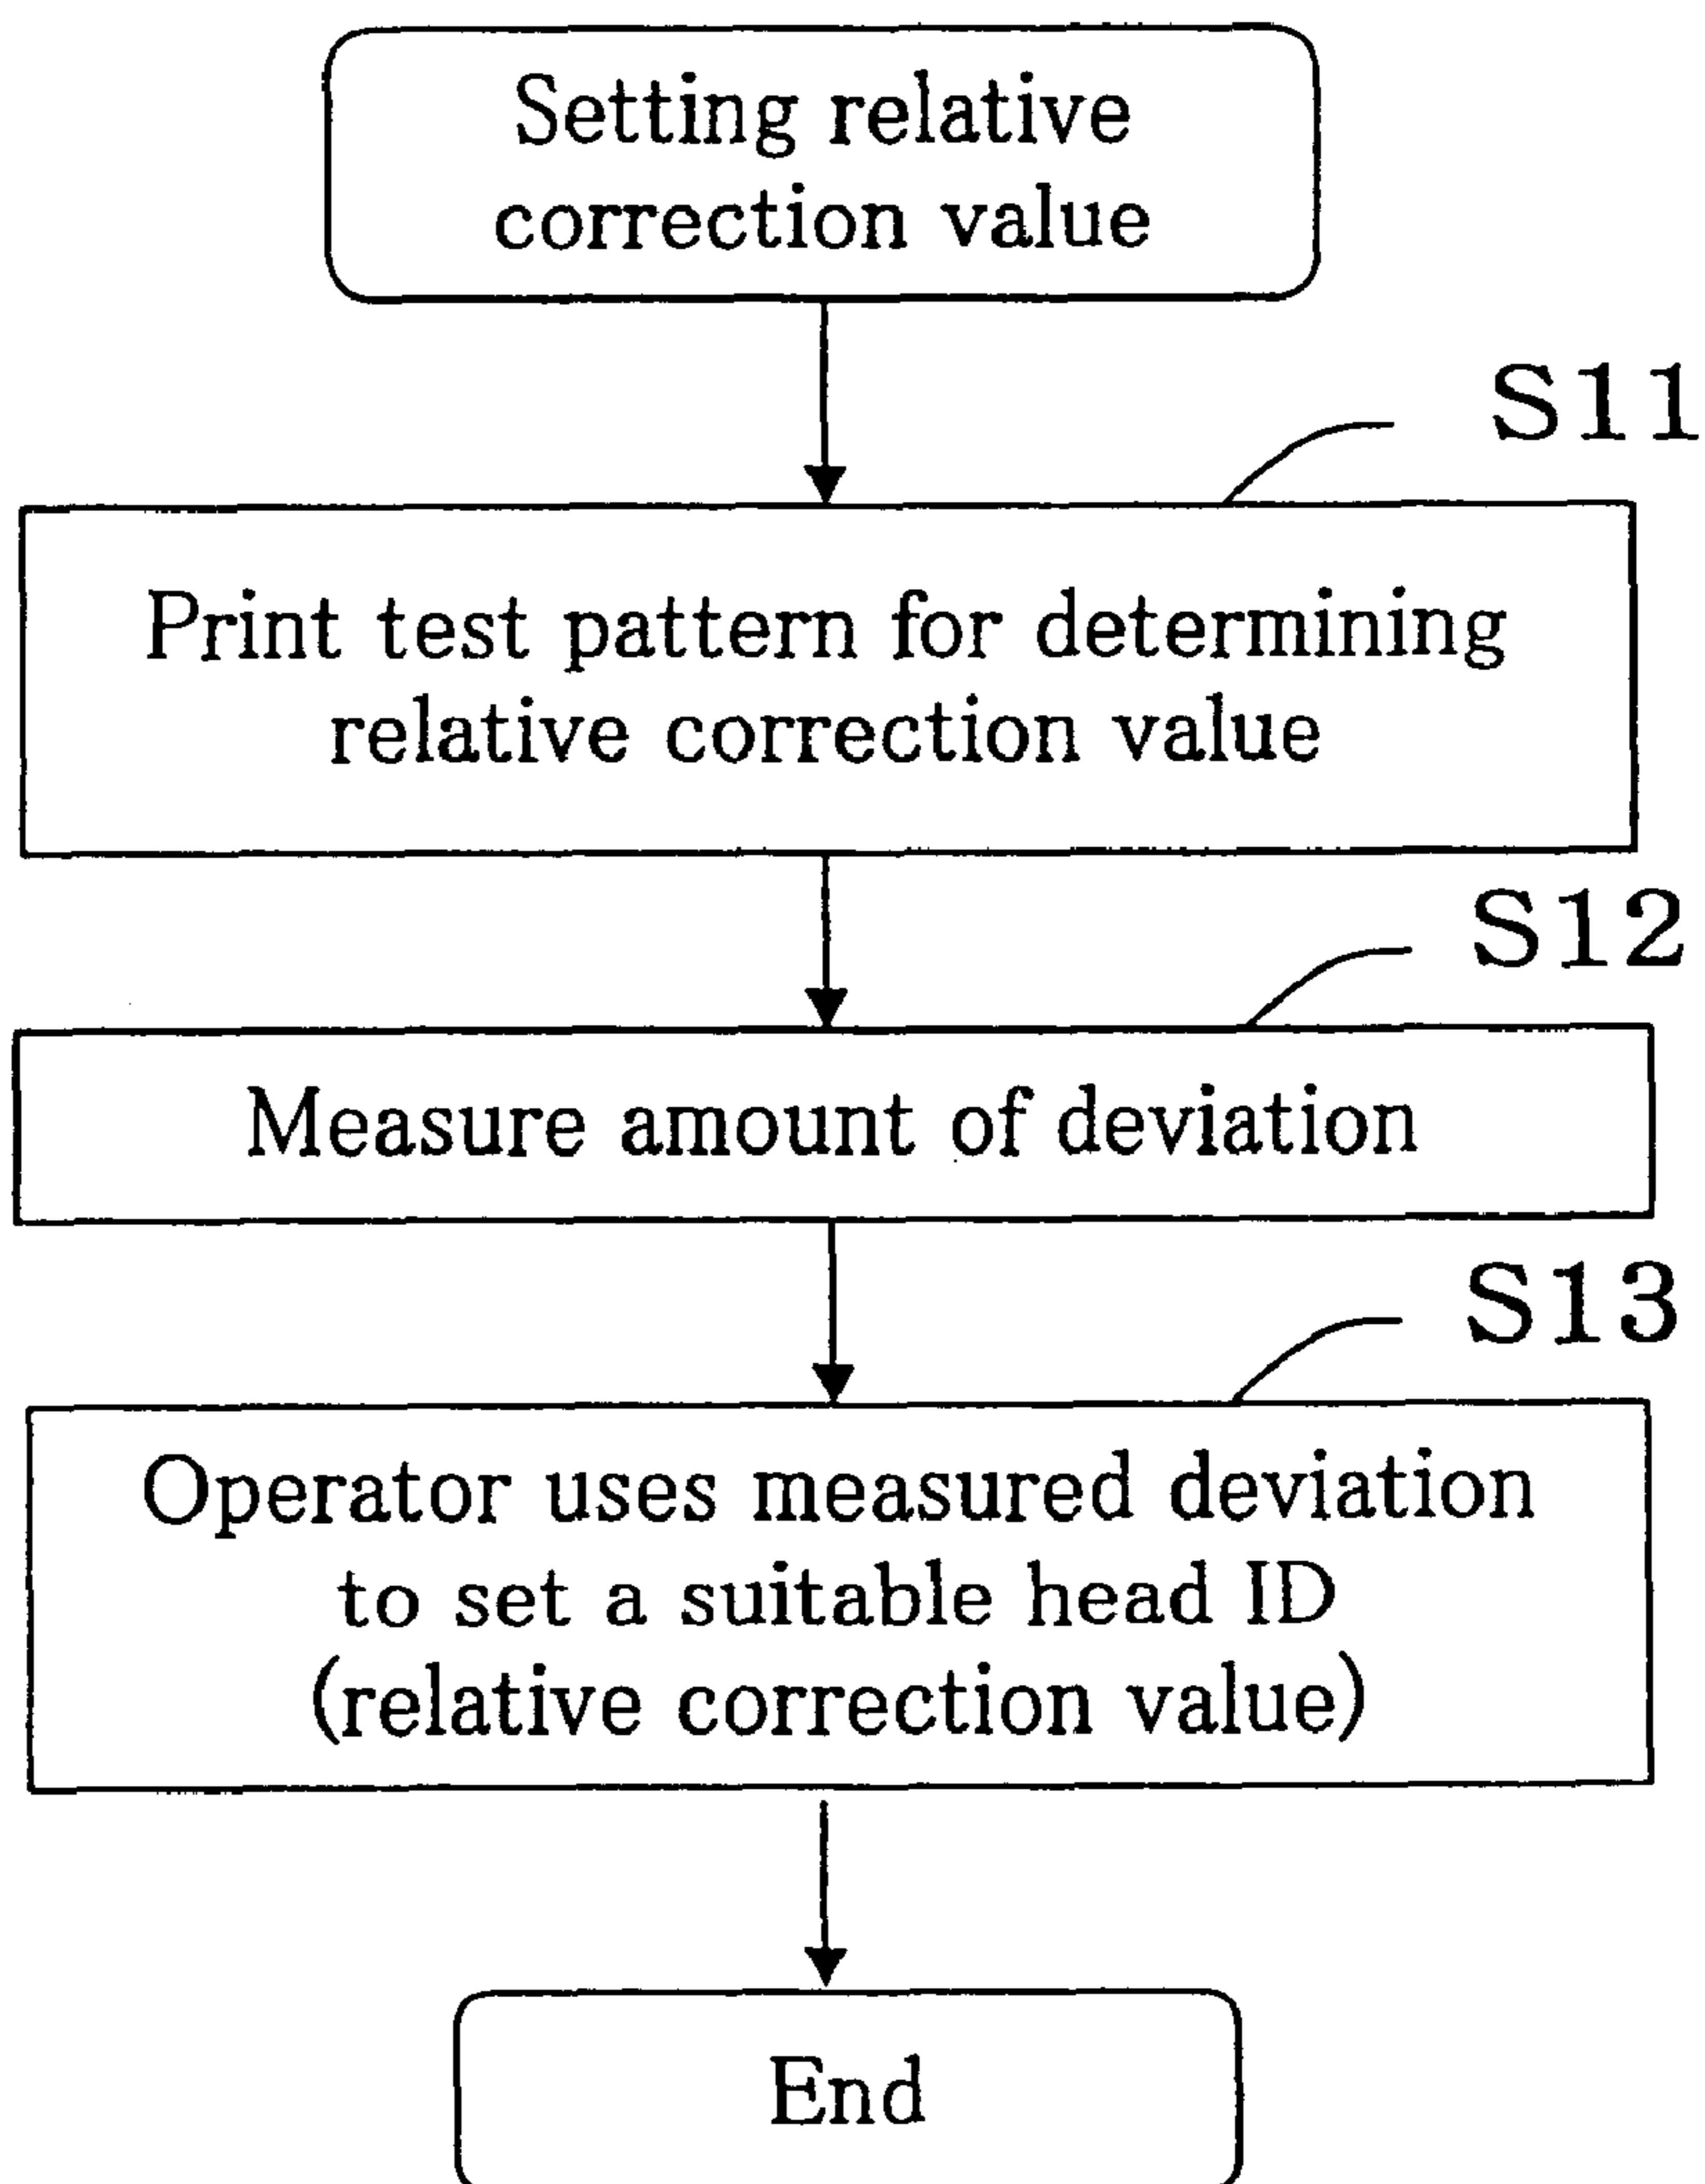 Setting relative
correction value
S11
Print test pattern for determining
relative correction value
S12
Measure amount of deviation
S13
Operator uses measured deviation
to set a suitable head ID
(relative correction value)
End